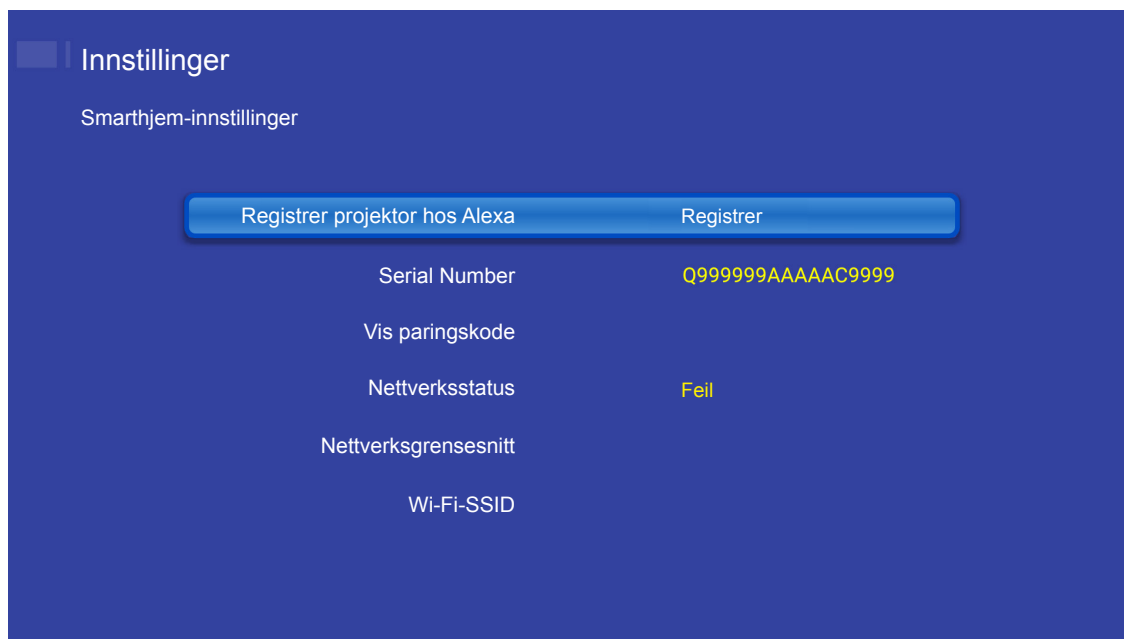 Innstillinger
Smarthjem-innstillinger
Registrer projektor hos Alexa Registrer
Serial Number Q999999AAAAAC9999
Vis paringskode
Nettverksstatus Feil
Nettverksgrensesnitt
Wi-Fi-SSID